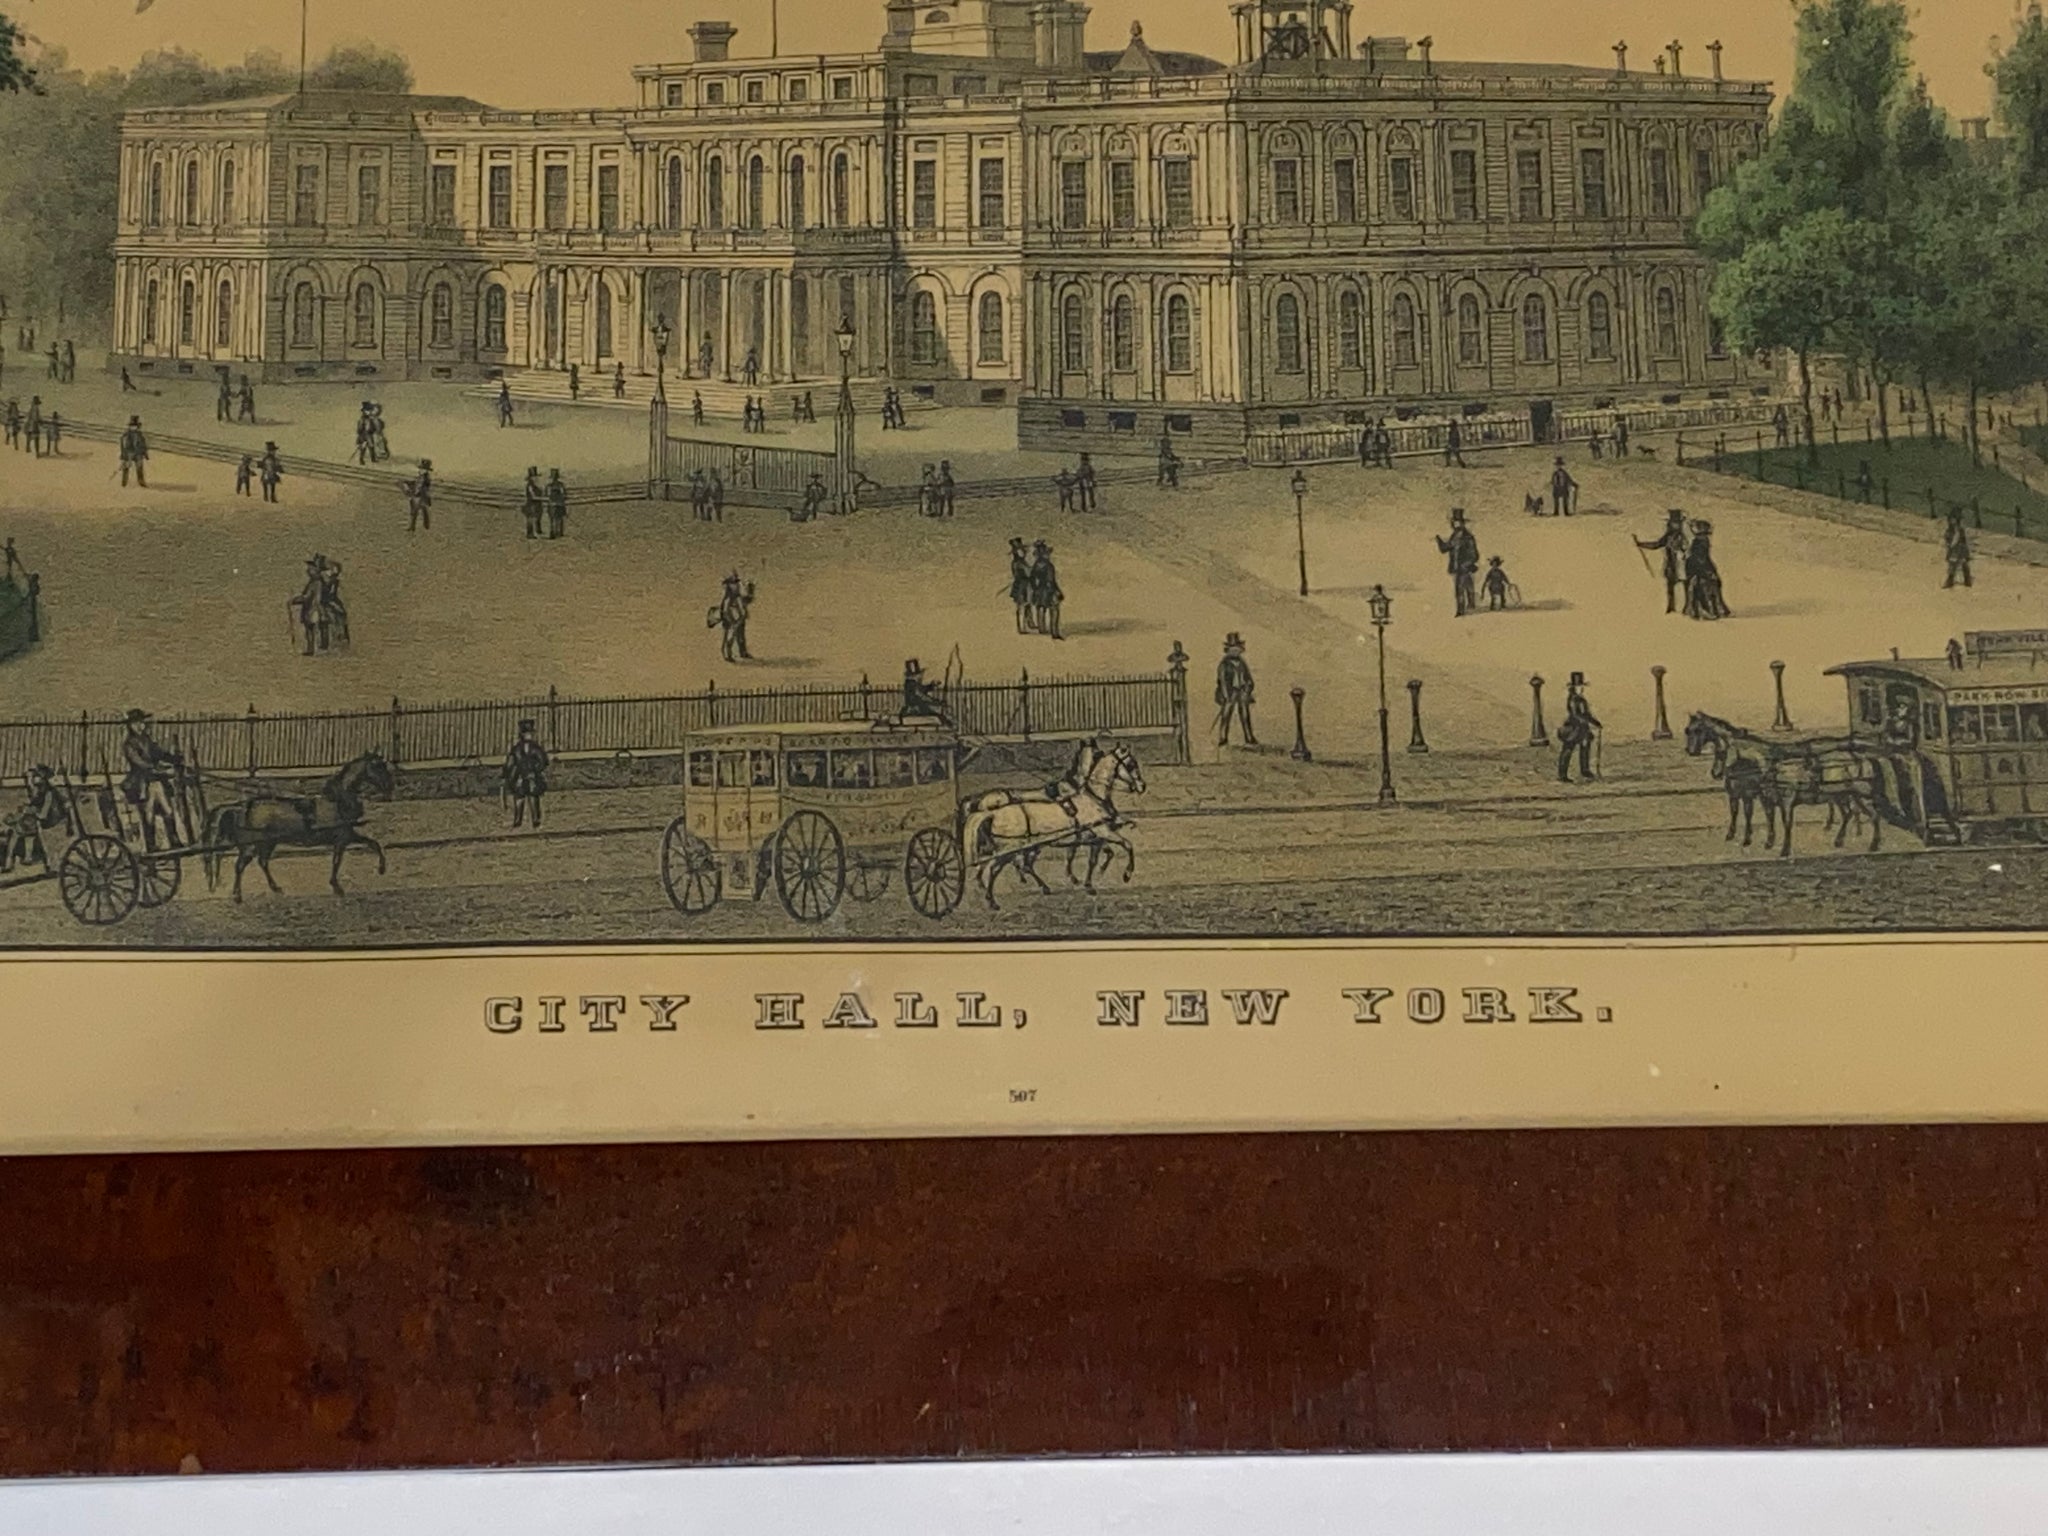 PARK ROW
CITY HALL, NEW YORK.
507